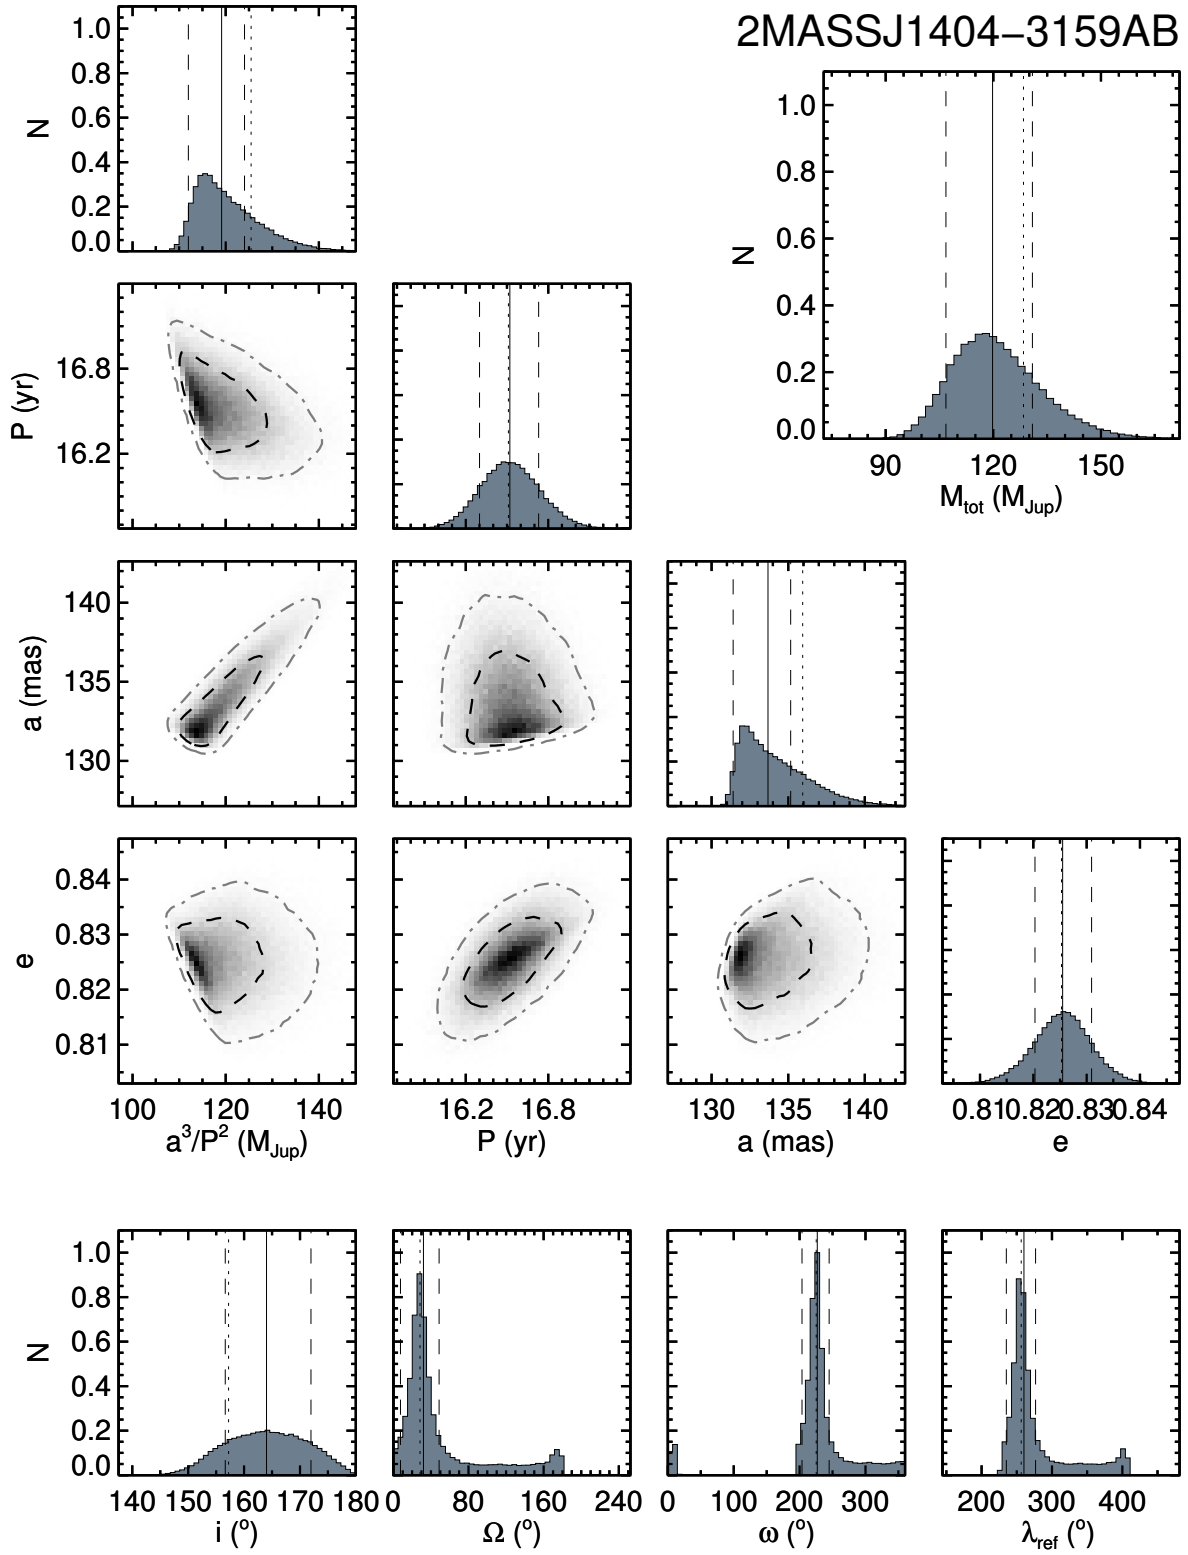 2MASSJ1404−3159AB
1.0
0.8
0.6
0.4
0.2
0.0
N
1.0
0.8
0.6
0.4
0.2
0.0
N
90 120 150
M_tot (M_Jup)
16.8
16.2
P (yr)
140
135
130
a (mas)
0.84
0.83
0.82
0.81
e
100 120 140
a³/P² (M_Jup)
16.2 16.8
P (yr)
130 135 140
a (mas)
0.81 0.82 0.83 0.84
e
1.0
0.8
0.6
0.4
0.2
0.0
N
140 150 160 170 180
i (°)
0 80 160 240
Ω (°)
0 100 200 300
ω (°)
200 300 400
λ_ref (°)